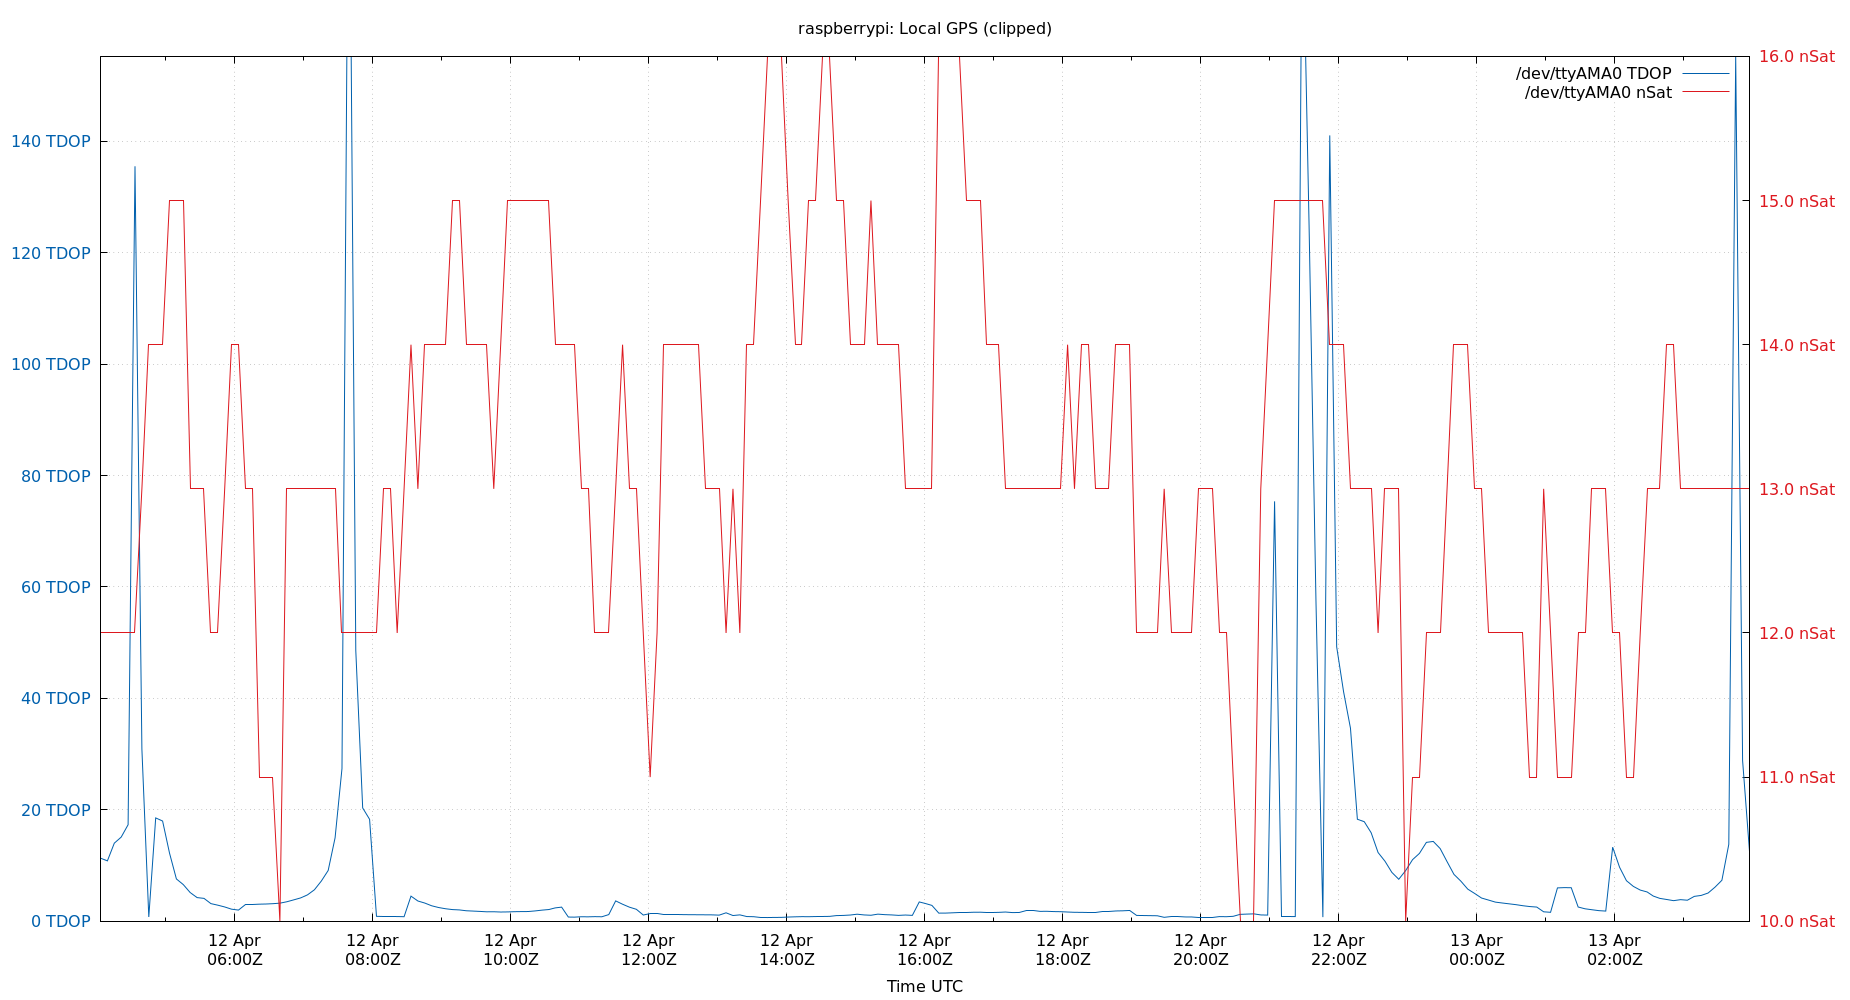 raspberrypi: Local GPS (clipped)
/dev/ttyAMA0 TDOP
/dev/ttyAMA0 nSat
140 TDOP
120 TDOP
100 TDOP
80 TDOP
60 TDOP
40 TDOP
20 TDOP
0 TDOP
16.0 nSat
15.0 nSat
14.0 nSat
13.0 nSat
12.0 nSat
11.0 nSat
10.0 nSat
12 Apr
06:00Z
12 Apr
08:00Z
12 Apr
10:00Z
12 Apr
12:00Z
12 Apr
14:00Z
12 Apr
16:00Z
12 Apr
18:00Z
12 Apr
20:00Z
12 Apr
22:00Z
13 Apr
00:00Z
13 Apr
02:00Z
Time UTC